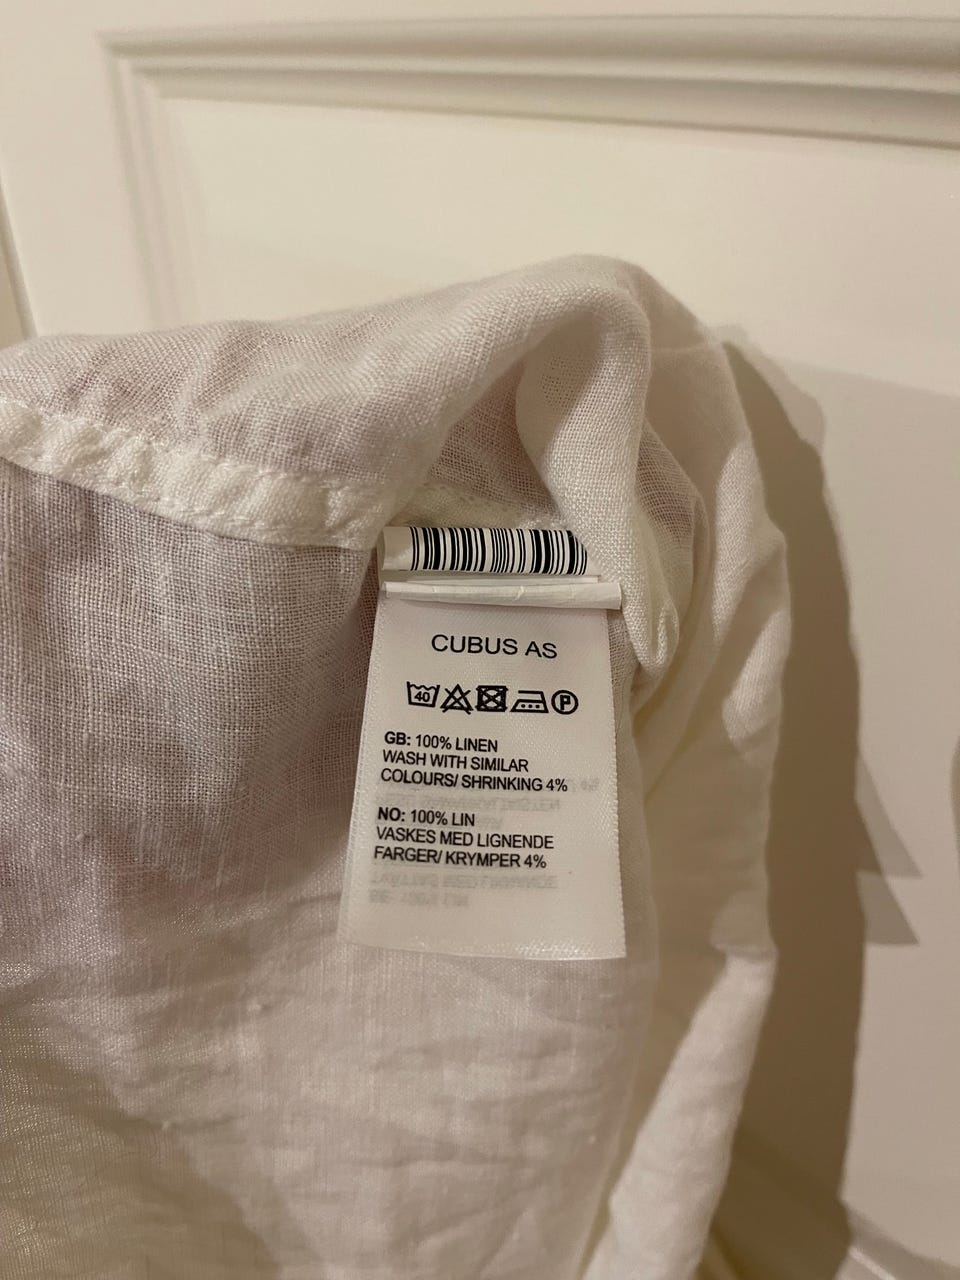 CUBUS AS
40 P
GB: 100% LINEN
WASH WITH SIMILAR
COLOURS/ SHRINKING 4%
NO: 100% LIN
VASKES MED LIGNENDE
FARGER/ KRYMPER 4%